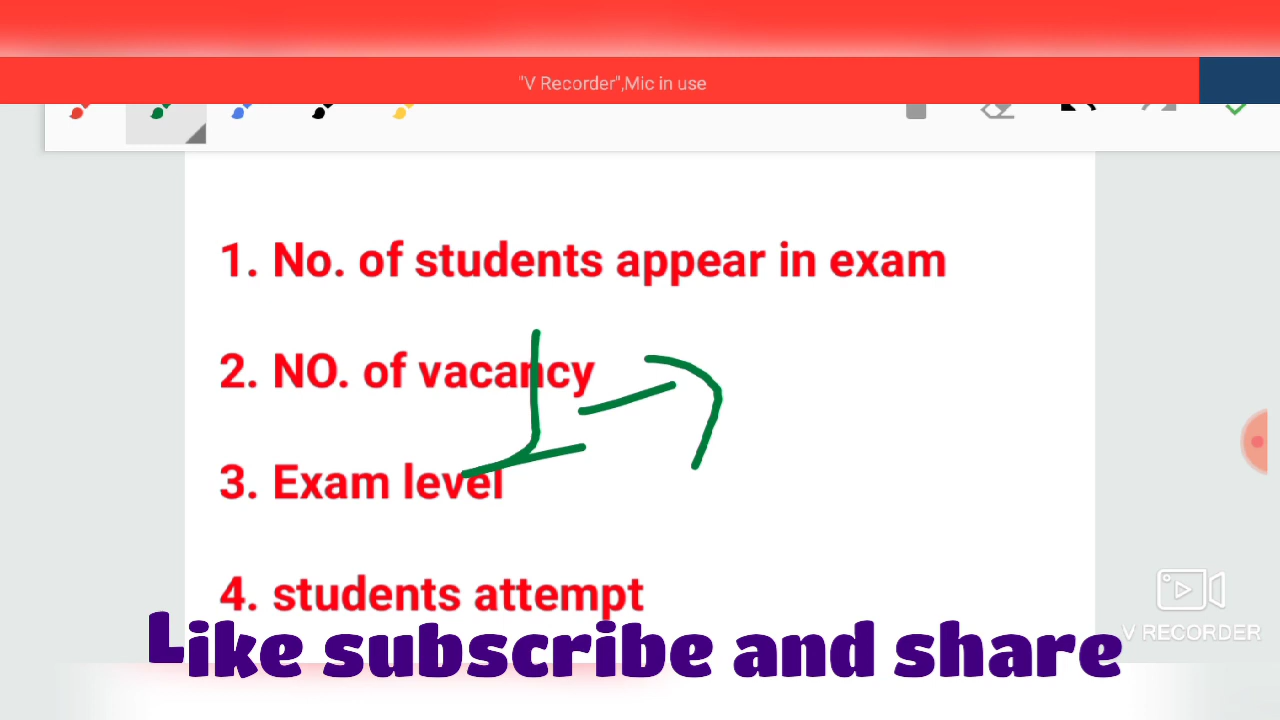 "V Recorder",Mic in use
1. No. of students appear in exam
2. NO. of vacancy
3. Exam level
4. students attempt
Like subscribe and share
V RECORDER